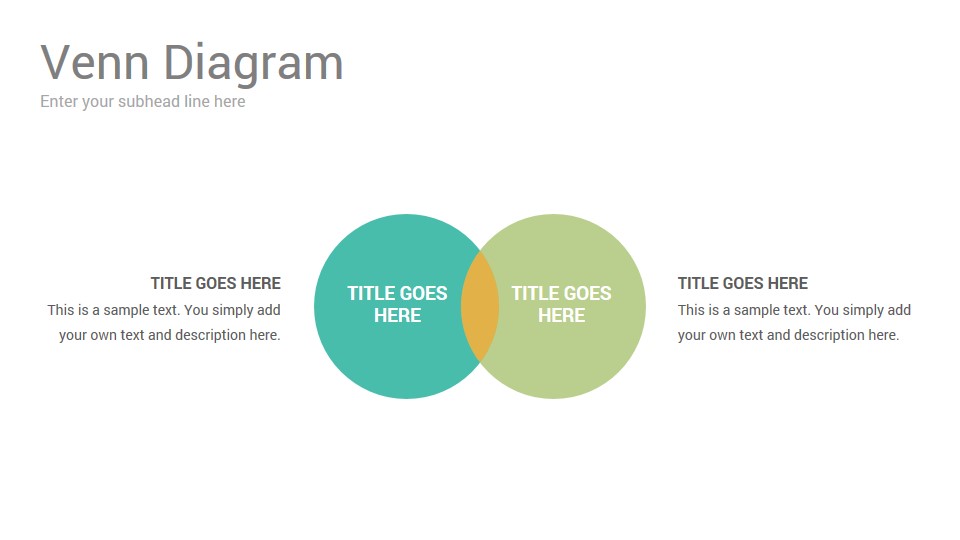 Venn Diagram
Enter your subhead line here
TITLE GOES HERE
This is a sample text. You simply add
your own text and description here.
TITLE GOES
HERE
TITLE GOES
HERE
TITLE GOES HERE
This is a sample text. You simply add
your own text and description here.